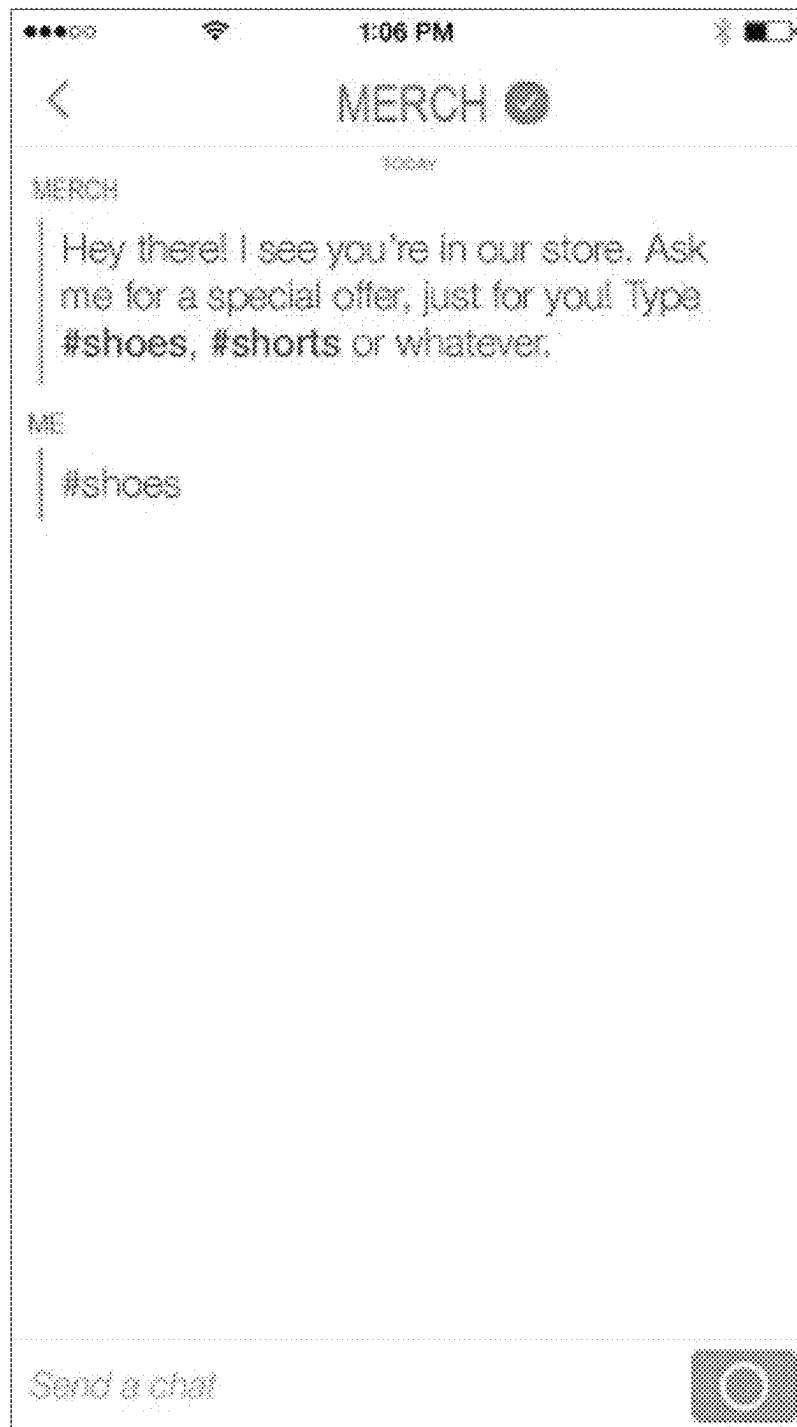 1:06 PM
MERCH
TODAY
MERCH
Hey there! I see you're in our store. Ask
me for a special offer, just for you! Type
#shoes, #shorts or whatever.
ME
#shoes
Send a chat